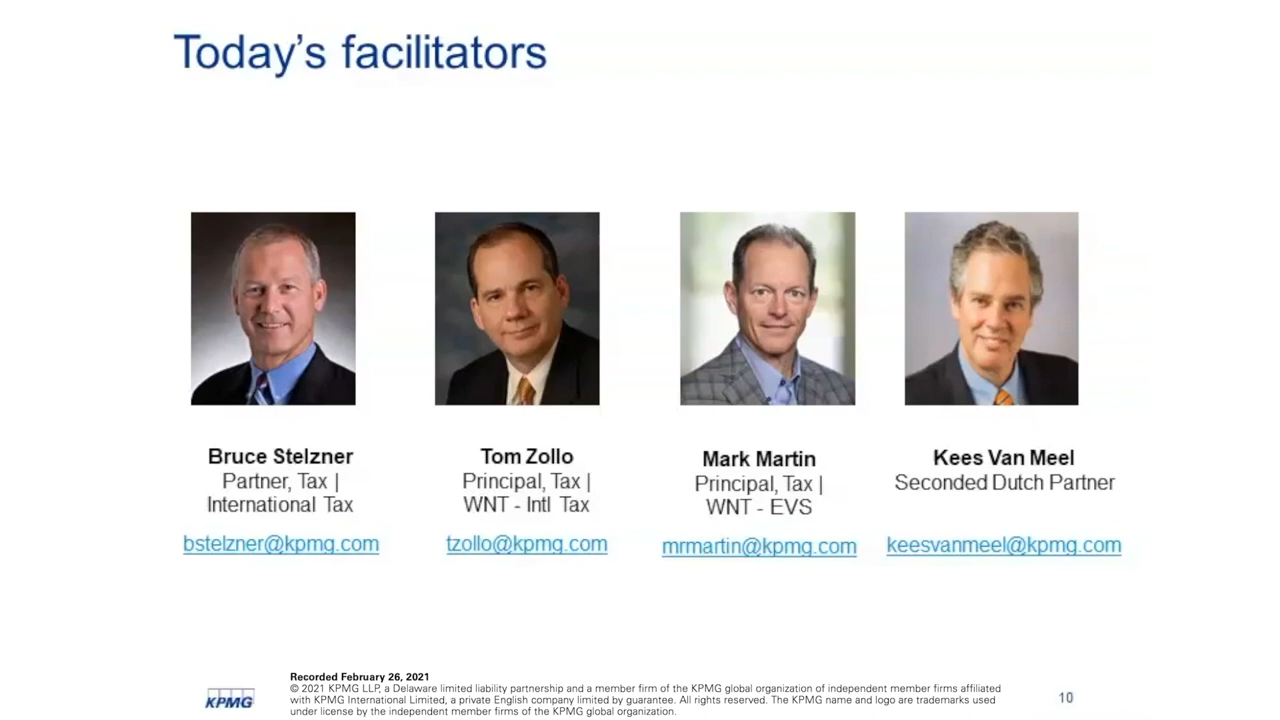 Today's facilitators
Bruce Stelzner
Partner, Tax |
International Tax
bstelzner@kpmg.com
Tom Zollo
Principal, Tax |
WNT - Intl Tax
tzollo@kpmg.com
Mark Martin
Principal, Tax |
WNT - EVS
mrmartin@kpmg.com
Kees Van Meel
Seconded Dutch Partner
keesvanmeel@kpmg.com
KPMG
Recorded February 26, 2021
© 2021 KPMG LLP, a Delaware limited liability partnership and a member firm of the KPMG global organization of independent member firms affiliated
with KPMG International Limited, a private English company limited by guarantee. All rights reserved. The KPMG name and logo are trademarks used
under license by the independent member firms of the KPMG global organization.
10